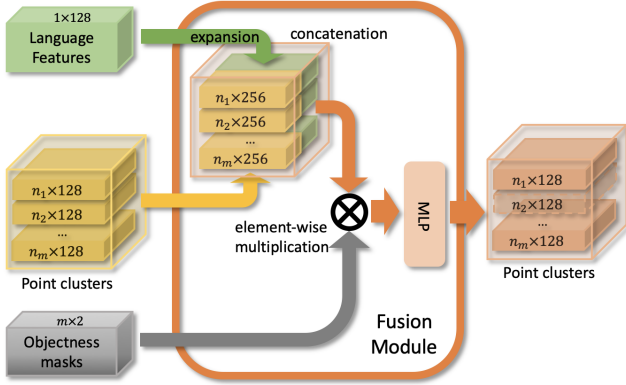 1×128
Language
Features
expansion
concatenation
n₁×256
n₂×256
...
nₘ×256
n₁×128
n₂×128
...
nₘ×128
Point clusters
element-wise
multiplication
MLP
n₁×128
n₂×128
...
nₘ×128
Point clusters
m×2
Objectness
masks
Fusion
Module